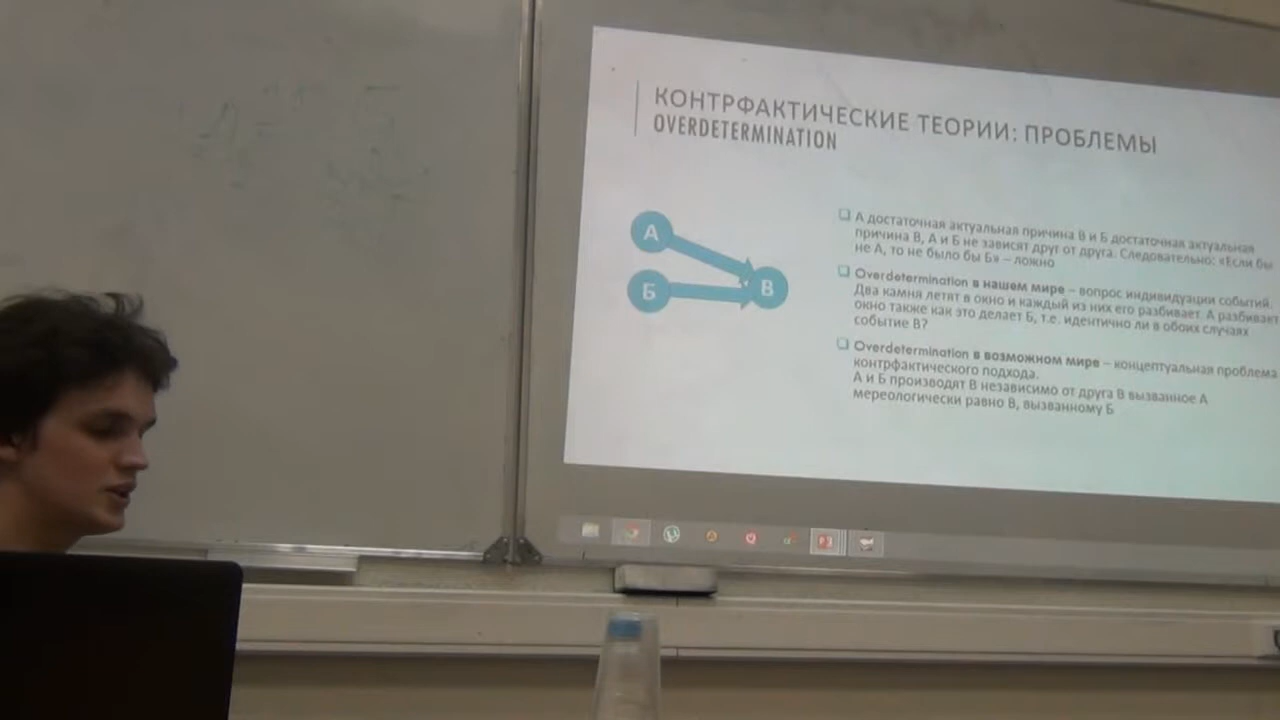 КОНТРФАКТИЧЕСКИЕ ТЕОРИИ: ПРОБЛЕМЫ
OVERDETERMINATION
А
Б
В
А достаточная актуальная причина В и Б достаточная актуальная
причина В, А и Б не зависят друг от друга. Следовательно: «Если бы
не А, то не было бы Б» – ложно
Overdetermination в нашем мире – вопрос индивидуации событий.
Два камня летят в окно и каждый из них его разбивает. А разбивает
окно также как это делает Б, т.е. идентично ли в обоих случаях
событие В?
Overdetermination в возможном мире – концептуальная проблема
контрфактического подхода.
А и Б производят В независимо от друга В вызванное А
мереологически равно В, вызванному Б